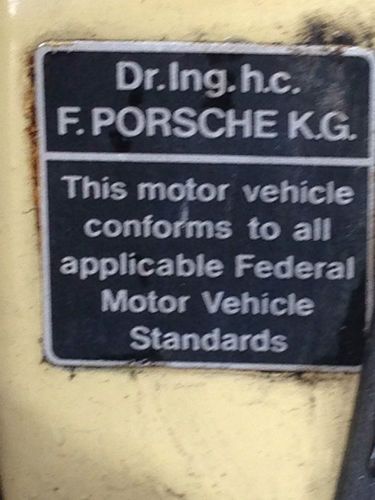 Dr.Ing.h.c.
F. PORSCHE K.G.
This motor vehicle
conforms to all
applicable Federal
Motor Vehicle
Standards